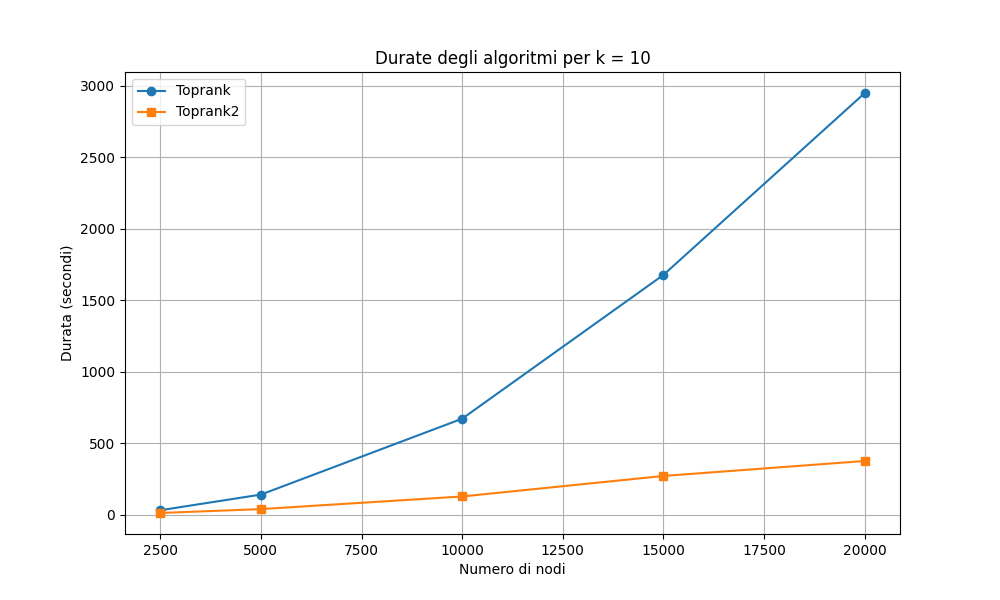 Durate degli algoritmi per k = 10
Toprank
Toprank2
3000
2500
2000
1500
1000
500
0
Durata (secondi)
2500 5000 7500 10000 12500 15000 17500 20000
Numero di nodi